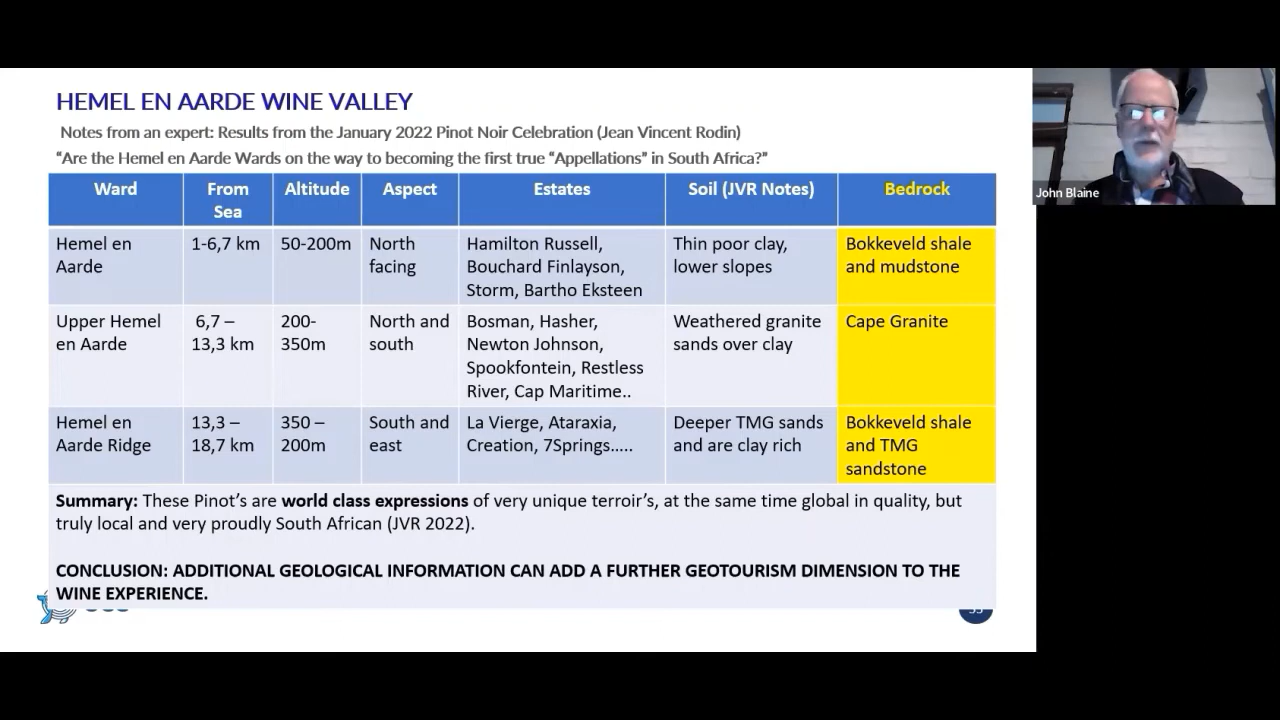 HEMEL EN AARDE WINE VALLEY
Notes from an expert: Results from the January 2022 Pinot Noir Celebration (Jean Vincent Rodin)
“Are the Hemel en Aarde Wards on the way to becoming the first true “Appellations” in South Africa?”
Ward
From
Sea
Altitude
Aspect
Estates
Soil (JVR Notes)
Bedrock
Hemel en
Aarde
1-6,7 km
50-200m
North
facing
Hamilton Russell,
Bouchard Finlayson,
Storm, Bartho Eksteen
Thin poor clay,
lower slopes
Bokkeveld shale
and mudstone
Upper Hemel
en Aarde
6,7 –
13,3 km
200-
350m
North and
south
Bosman, Hasher,
Newton Johnson,
Spookfontein, Restless
River, Cap Maritime..
Weathered granite
sands over clay
Cape Granite
Hemel en
Aarde Ridge
13,3 –
18,7 km
350 –
200m
South and
east
La Vierge, Ataraxia,
Creation, 7Springs.....
Deeper TMG sands
and are clay rich
Bokkeveld shale
and TMG
sandstone
Summary: These Pinot’s are world class expressions of very unique terroir’s, at the same time global in quality, but
truly local and very proudly South African (JVR 2022).
CONCLUSION: ADDITIONAL GEOLOGICAL INFORMATION CAN ADD A FURTHER GEOTOURISM DIMENSION TO THE
WINE EXPERIENCE.
John Blaine